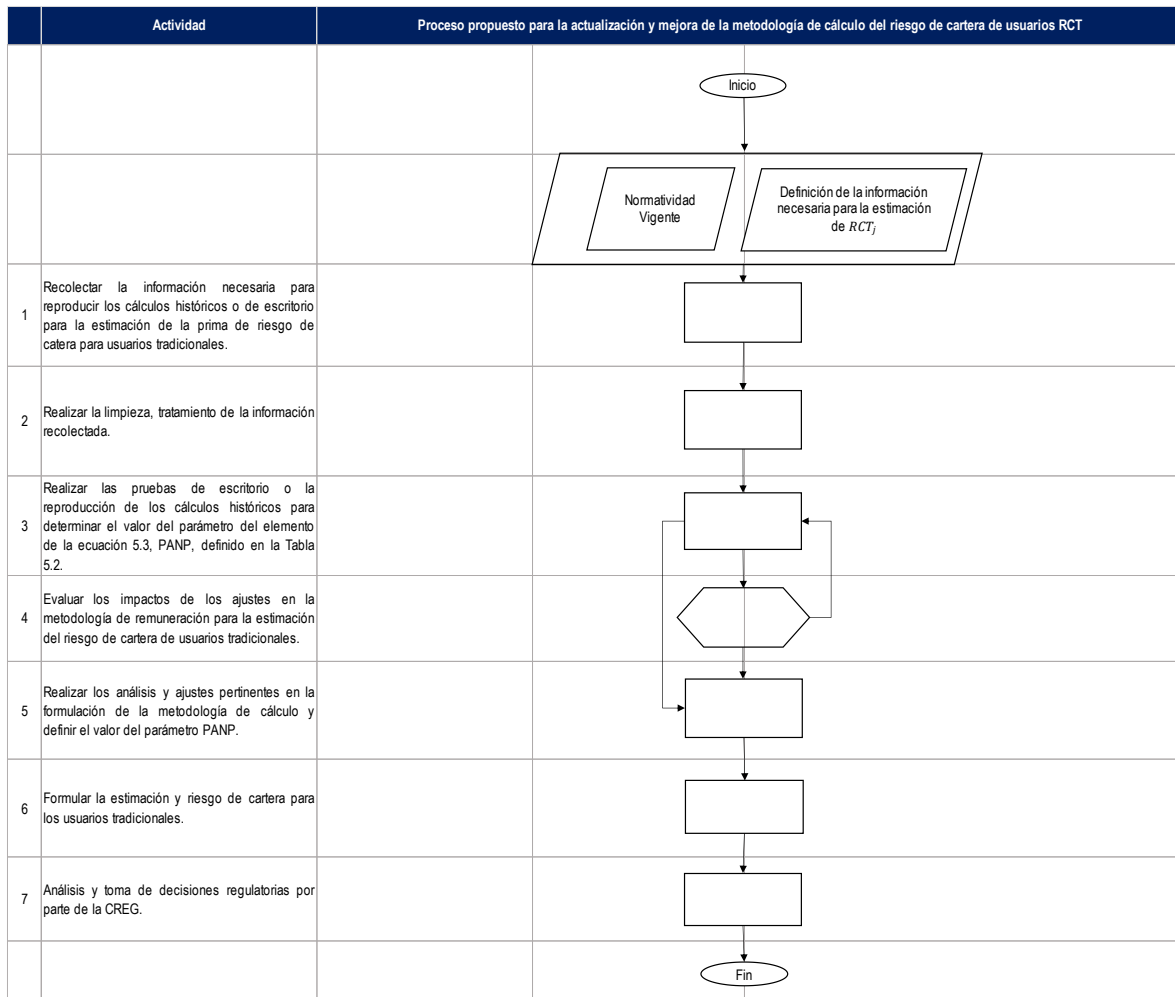 Actividad
Proceso propuesto para la actualización y mejora de la metodología de cálculo del riesgo de cartera de usuarios RCT
Inicio
Normatividad
Vigente
Definición de la información
necesaria para la estimación
de RCTj
1
Recolectar la información necesaria para
reproducir los cálculos históricos o de escritorio
para la estimación de la prima de riesgo de
catera para usuarios tradicionales.
2
Realizar la limpieza, tratamiento de la información
recolectada.
3
Realizar las pruebas de escritorio o la
reproducción de los cálculos históricos para
determinar el valor del parámetro del elemento
de la ecuación 5.3, PANP, definido en la Tabla
5.2.
4
Evaluar los impactos de los ajustes en la
metodología de remuneración para la estimación
del riesgo de cartera de usuarios tradicionales.
5
Realizar los análisis y ajustes pertinentes en la
formulación de la metodología de cálculo y
definir el valor del parámetro PANP.
6
Formular la estimación y riesgo de cartera para
los usuarios tradicionales.
7
Análisis y toma de decisiones regulatorias por
parte de la CREG.
Fin